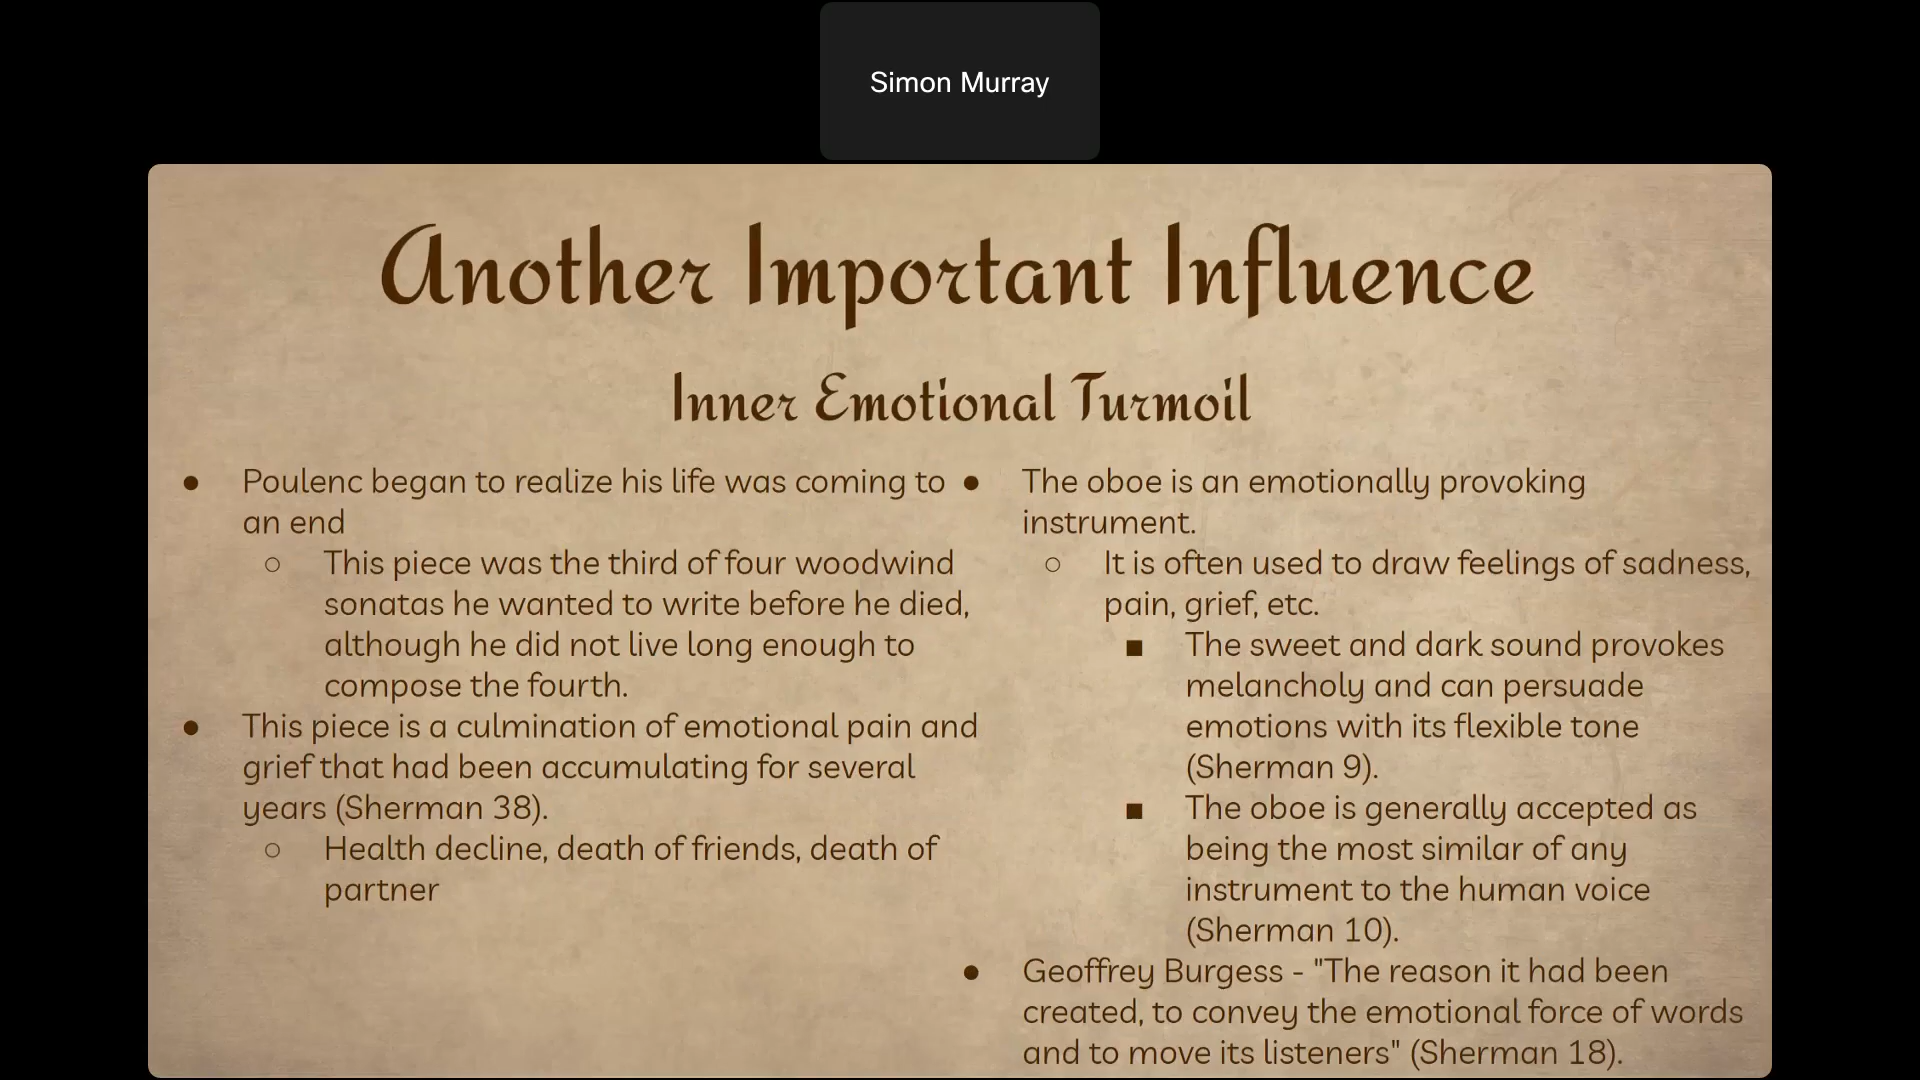 Simon Murray
Another Important Influence
Inner Emotional Turmoil
● Poulenc began to realize his life was coming to
an end
○ This piece was the third of four woodwind
sonatas he wanted to write before he died,
although he did not live long enough to
compose the fourth.
● This piece is a culmination of emotional pain and
grief that had been accumulating for several
years (Sherman 38).
○ Health decline, death of friends, death of
partner
● The oboe is an emotionally provoking
instrument.
○ It is often used to draw feelings of sadness,
pain, grief, etc.
■ The sweet and dark sound provokes
melancholy and can persuade
emotions with its flexible tone
(Sherman 9).
■ The oboe is generally accepted as
being the most similar of any
instrument to the human voice
(Sherman 10).
● Geoffrey Burgess - "The reason it had been
created, to convey the emotional force of words
and to move its listeners" (Sherman 18).